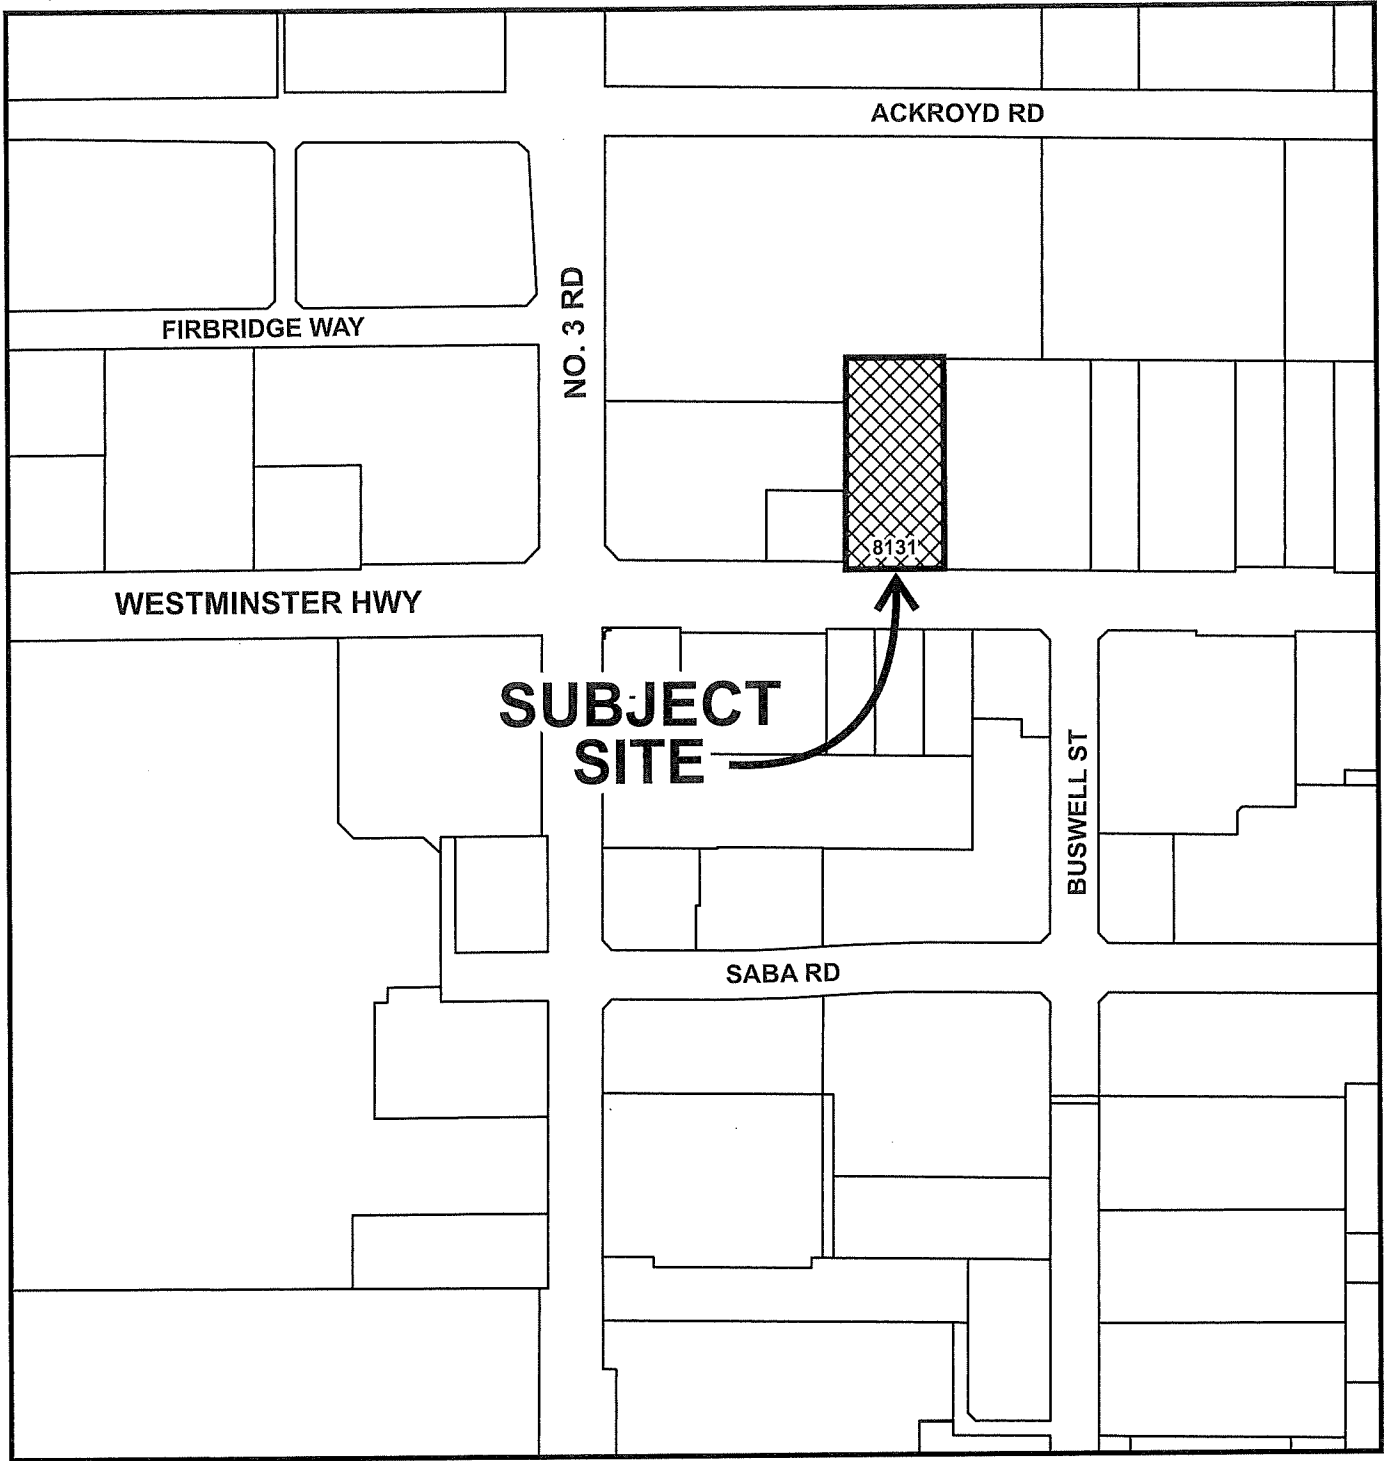 ACKROYD RD
FIRBRIDGE WAY
NO. 3 RD
8131
WESTMINSTER HWY
SUBJECT
SITE
BUSWELL ST
SABA RD